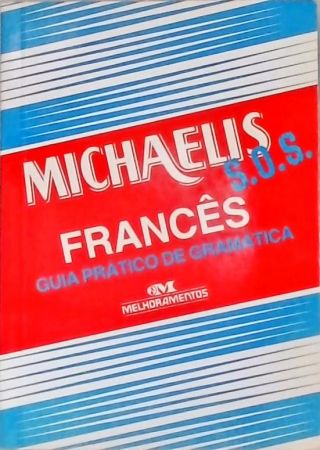 MICHAELIS
S.O.S.
FRANCÊS
GUIA PRÁTICO DE GRAMÁTICA
MELHORAMENTOS